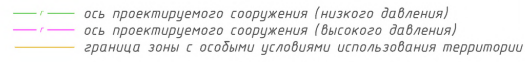 г ось проектируемого сооружения (низкого давления)
г ось проектируемого сооружения (высокого давления)
граница зоны с особыми условиями использования территории